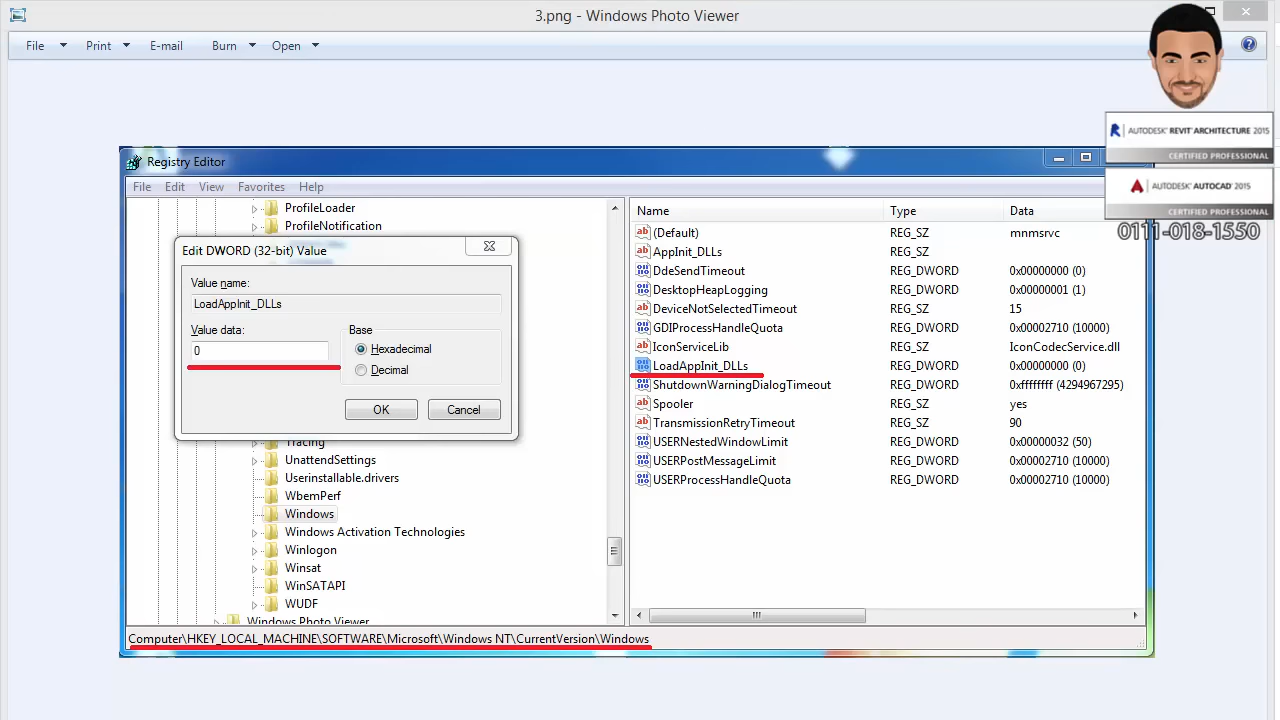 3.png - Windows Photo Viewer
File Print E-mail Burn Open
AUTODESK® REVIT® ARCHITECTURE 2015
CERTIFIED PROFESSIONAL
AUTODESK® AUTOCAD® 2015
CERTIFIED PROFESSIONAL
0111-018-1550
Registry Editor
File Edit View Favorites Help
ProfileLoader
ProfileNotification
Edit DWORD (32-bit) Value
Value name:
LoadAppInit_DLLs
Value data:
0
Base
Hexadecimal
Decimal
OK Cancel
Tracing
UnattendSettings
Userinstallable.drivers
WbemPerf
Windows
Windows Activation Technologies
Winlogon
Winsat
WinSATAPI
WUDF
Windows Photo Viewer
Name Type Data
(Default) REG_SZ mnmsrvc
AppInit_DLLs REG_SZ
DdeSendTimeout REG_DWORD 0x00000000 (0)
DesktopHeapLogging REG_DWORD 0x00000001 (1)
DeviceNotSelectedTimeout REG_SZ 15
GDIProcessHandleQuota REG_DWORD 0x00002710 (10000)
IconServiceLib REG_SZ IconCodecService.dll
LoadAppInit_DLLs REG_DWORD 0x00000000 (0)
ShutdownWarningDialogTimeout REG_DWORD 0xffffffff (4294967295)
Spooler REG_SZ yes
TransmissionRetryTimeout REG_SZ 90
USERNestedWindowLimit REG_DWORD 0x00000032 (50)
USERPostMessageLimit REG_DWORD 0x00002710 (10000)
USERProcessHandleQuota REG_DWORD 0x00002710 (10000)
Computer\HKEY_LOCAL_MACHINE\SOFTWARE\Microsoft\Windows NT\CurrentVersion\Windows